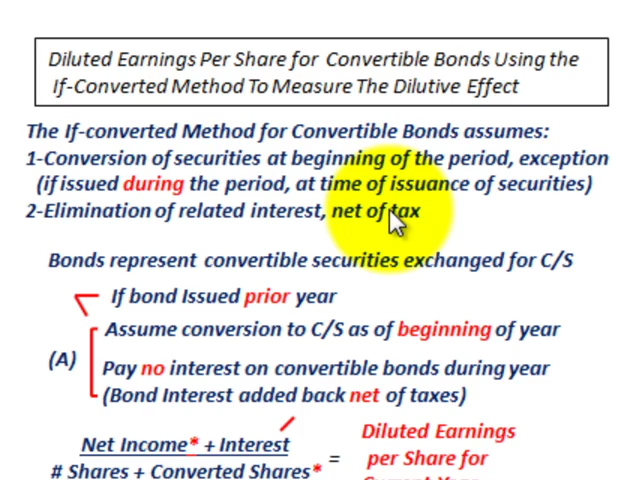 Diluted Earnings Per Share for Convertible Bonds Using the
If-Converted Method To Measure The Dilutive Effect
The If-converted Method for Convertible Bonds assumes:
1-Conversion of securities at beginning of the period, exception
(if issued during the period, at time of issuance of securities)
2-Elimination of related interest, net of tax
Bonds represent convertible securities exchanged for C/S
If bond Issued prior year
Assume conversion to C/S as of beginning of year
(A)
Pay no interest on convertible bonds during year
(Bond Interest added back net of taxes)
Net Income* + Interest
# Shares + Converted Shares*
=
Diluted Earnings
per Share for
Current Year